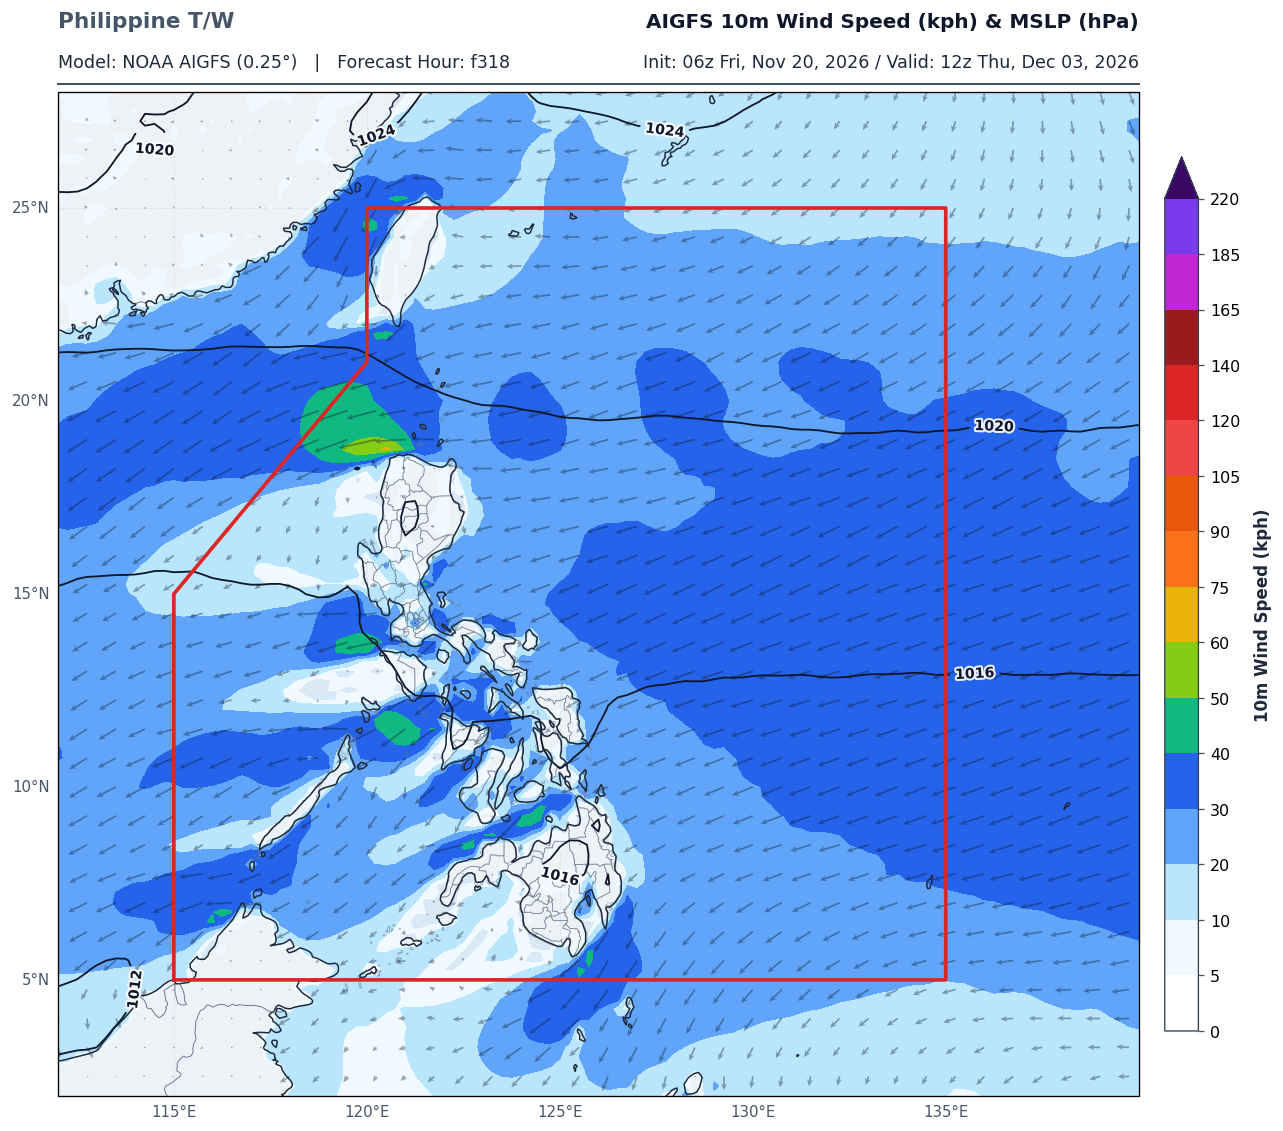 Philippine T/W
AIGFS 10m Wind Speed (kph) & MSLP (hPa)
Model: NOAA AIGFS (0.25°)   |   Forecast Hour: f318
Init: 06z Fri, Nov 20, 2026 / Valid: 12z Thu, Dec 03, 2026
1024
1024
1020
1020
1016
1016
1012
25°N
20°N
15°N
10°N
5°N
115°E
120°E
125°E
130°E
135°E
220
185
165
140
120
105
90
75
60
50
40
30
20
10
5
0
10m Wind Speed (kph)